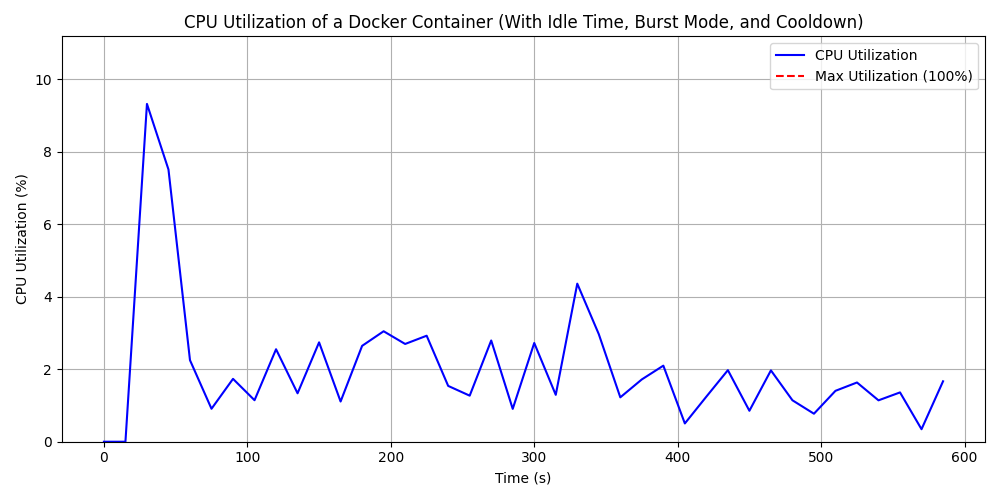 CPU Utilization of a Docker Container (With Idle Time, Burst Mode, and Cooldown)
CPU Utilization
Max Utilization (100%)
CPU Utilization (%)
10
8
6
4
2
0
0 100 200 300 400 500 600
Time (s)